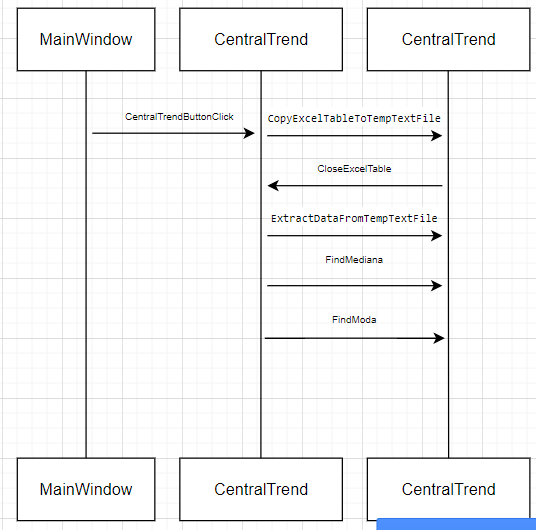 MainWindow
CentralTrend
CentralTrend
CentralTrendButtonClick
CopyExcelTableToTempTextFile
CloseExcelTable
ExtractDataFromTempTextFile
FindMediana
FindModa
MainWindow
CentralTrend
CentralTrend